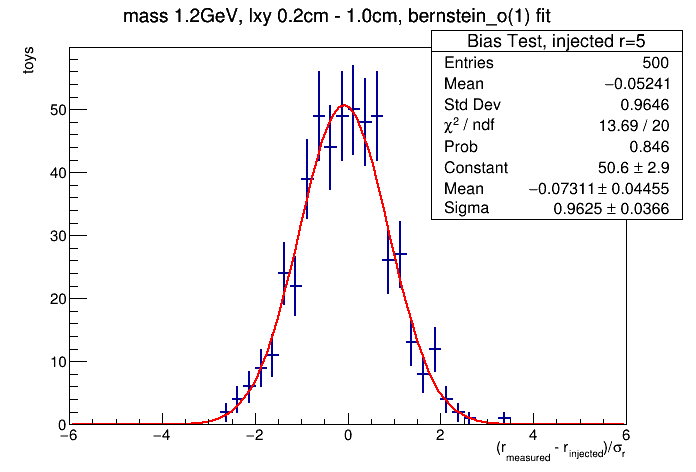 mass 1.2GeV, lxy 0.2cm - 1.0cm, bernstein_o(1) fit
Bias Test, injected r=5
Entries 500
Mean −0.05241
Std Dev 0.9646
χ² / ndf 13.69 / 20
Prob 0.846
Constant 50.6 ± 2.9
Mean −0.07311 ± 0.04455
Sigma 0.9625 ± 0.0366
toys
50
40
30
20
10
0
−6 −4 −2 0 2 4 6
(r_measured - r_injected)/σ_r